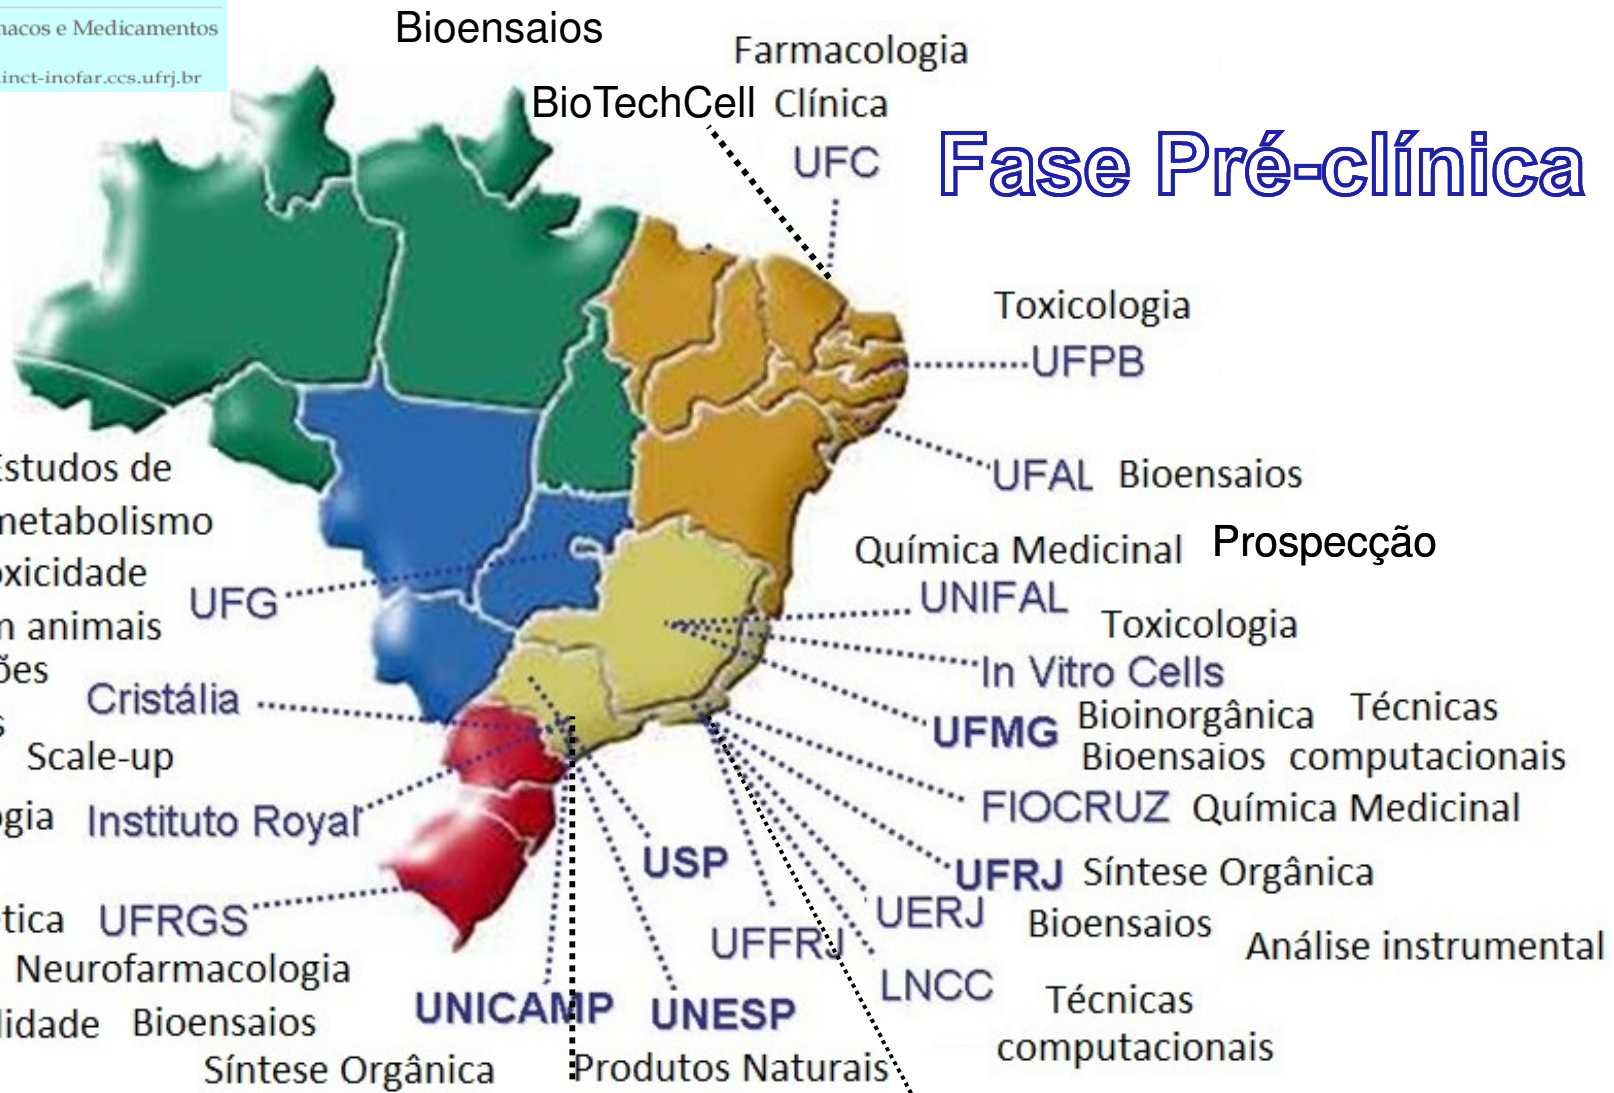 e Medicamentos
inct-inofar.ccs.ufrj.br
Bioensaios
Farmacologia
BioTechCell Clínica
UFC
Fase Pré-clínica
Toxicologia
UFPB
UFAL Bioensaios
Estudos de
metabolismo
animais
UFG
Química Medicinal Prospecção
UNIFAL
Toxicologia
In Vitro Cells
Cristália
Scale-up
UFMG Bioinorgânica Técnicas
Bioensaios computacionais
FIOCRUZ Química Medicinal
Instituto Royal
USP
UFRJ Síntese Orgânica
UERJ Bioensaios
UFFRJ
Análise instrumental
LNCC Técnicas
computacionais
UFRGS
Neurofarmacologia
Bioensaios
UNICAMP UNESP
Síntese Orgânica Produtos Naturais